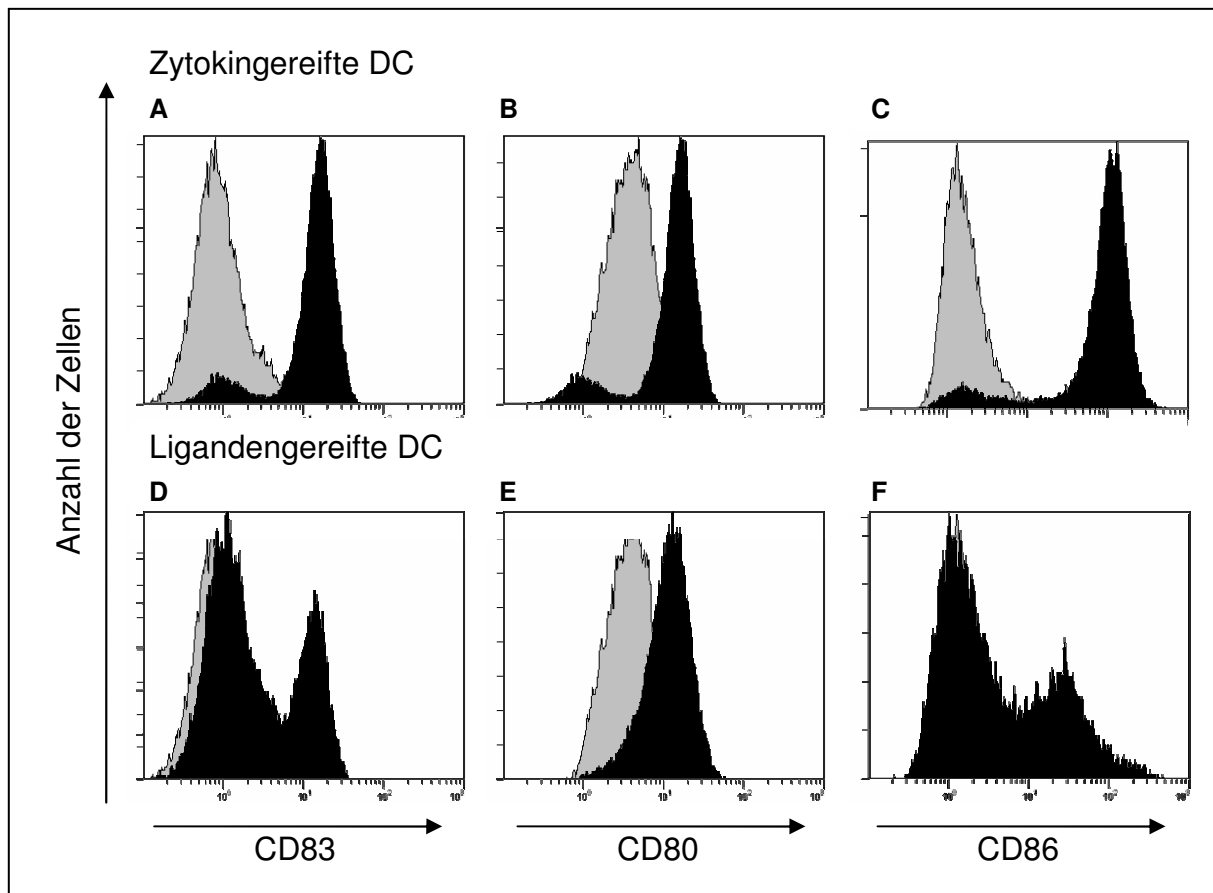 Zytokingereifte DC
A
B
C
Anzahl der Zellen
Ligandengereifte DC
D
E
F
CD83
CD80
CD86